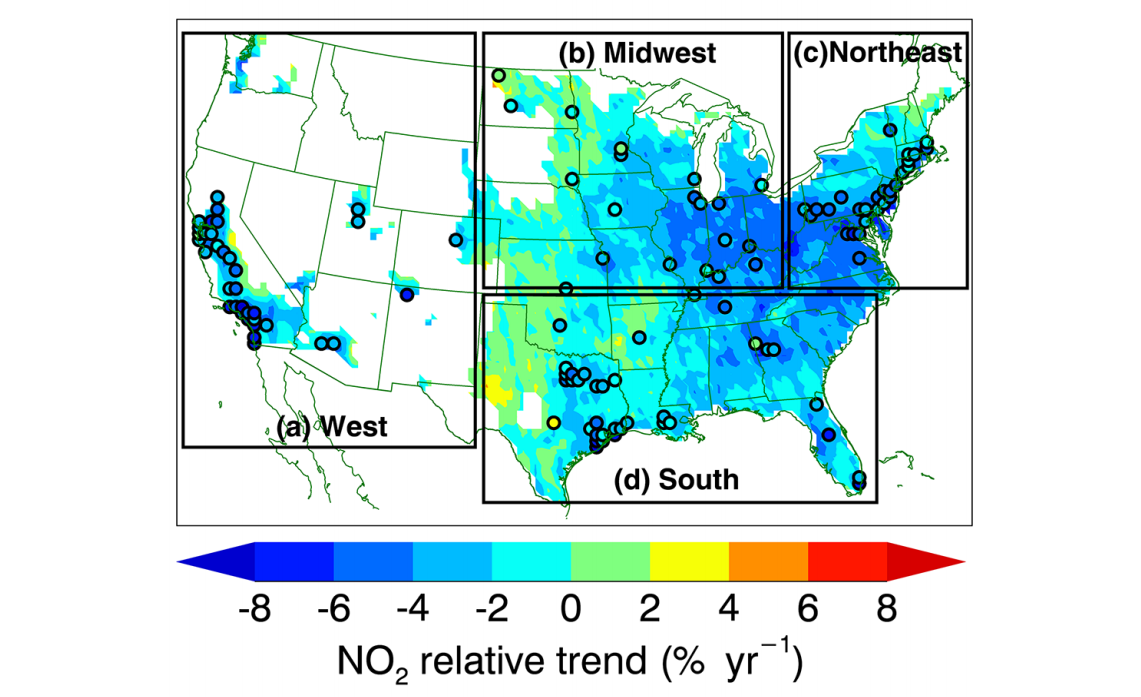 (b) Midwest
(c)Northeast
(a) West
(d) South
-8 -6 -4 -2 0 2 4 6 8
NO₂ relative trend (% yr⁻¹)